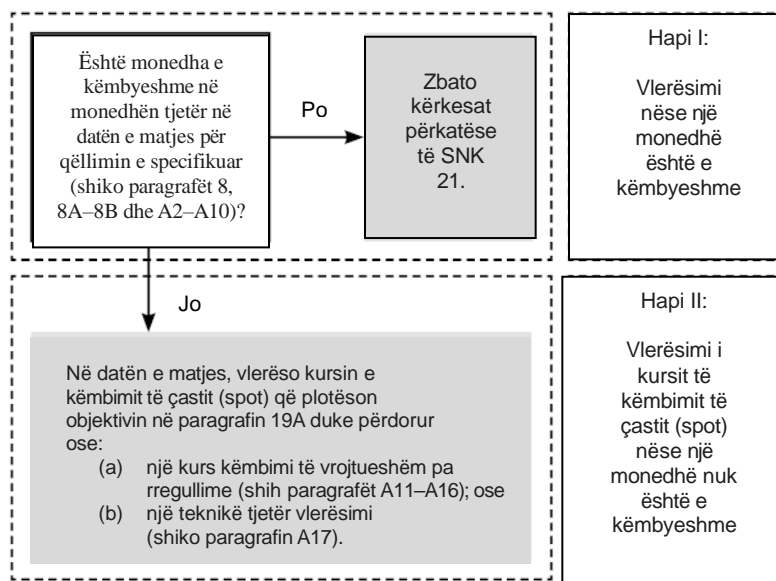 Është monedha e
këmbyeshme në
monedhën tjetër në
datën e matjes për
qëllimin e specifikuar
(shiko paragrafët 8,
8A–8B dhe A2–A10)?
Po
Zbato
kërkesat
përkatëse
të SNK
21.
Hapi I:
Vlerësimi
nëse një
monedhë
është e
këmbyeshme
Jo
Në datën e matjes, vlerëso kursin e
këmbimit të çastit (spot) që plotëson
objektivin në paragrafin 19A duke përdorur
ose:
(a) një kurs këmbimi të vrojtueshëm pa
rregullime (shih paragrafët A11–A16); ose
(b) një teknikë tjetër vlerësimi
(shiko paragrafin A17).
Hapi II:
Vlerësimi i
kursit të
këmbimit të
çastit (spot)
nëse një
monedhë nuk
është e
këmbyeshme